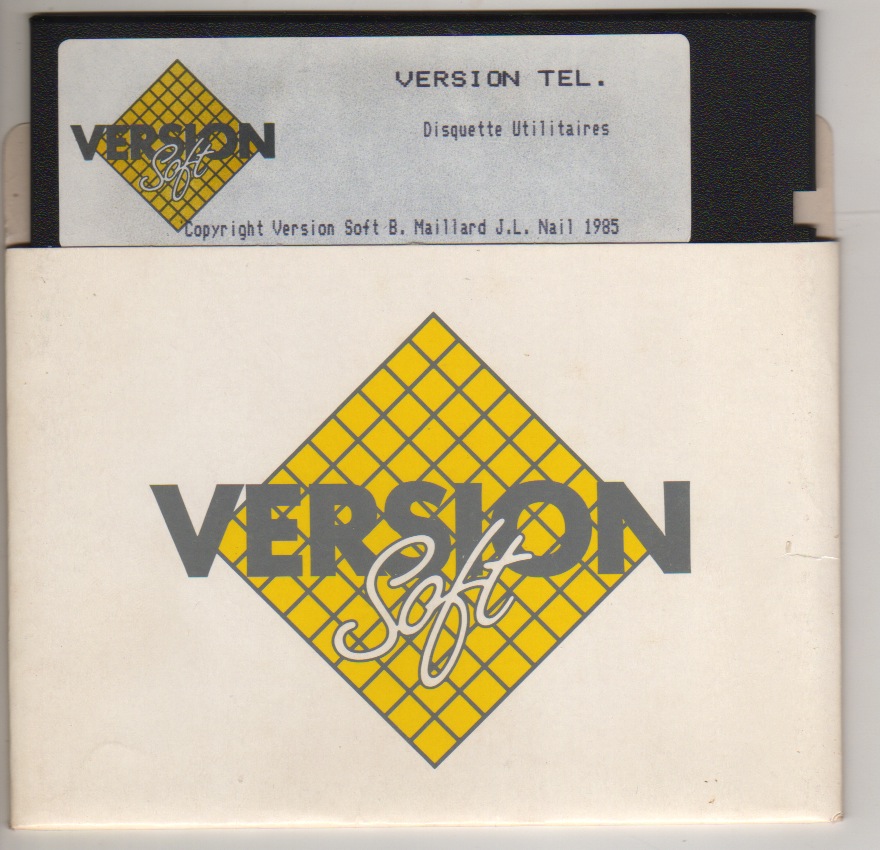 VERSION TEL.
Disquette Utilitaires
VERSION
Soft
Copyright Version Soft B. Maillard J.L. Nail 1985
VERSION
Soft